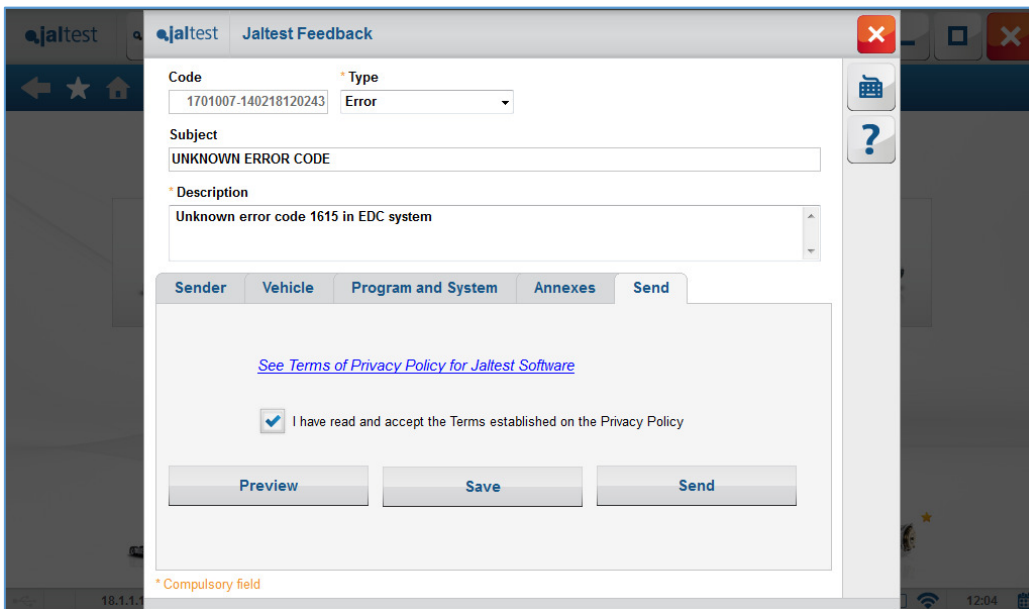 jaltest
jaltest Jaltest Feedback
Code * Type
1701007-140218120243 Error
Subject
UNKNOWN ERROR CODE
* Description
Unknown error code 1615 in EDC system
Sender Vehicle Program and System Annexes Send
See Terms of Privacy Policy for Jaltest Software
I have read and accept the Terms established on the Privacy Policy
Preview Save Send
* Compulsory field
18.1.1.1 12:04